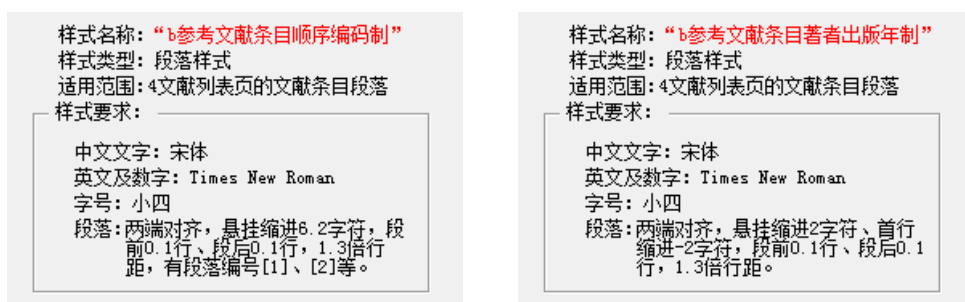 样式名称：“b参考文献条目顺序编码制”
样式类型：段落样式
适用范围：4文献列表页的文献条目段落
样式要求：
中文文字：宋体
英文及数字：Times New Roman
字号：小四
段落：两端对齐，悬挂缩进6.2字符，段
前0.1行、段后0.1行，1.3倍行
距，有段落编号[1]、[2]等。
样式名称：“b参考文献条目著者出版年制”
样式类型：段落样式
适用范围：4文献列表页的文献条目段落
样式要求：
中文文字：宋体
英文及数字：Times New Roman
字号：小四
段落：两端对齐，悬挂缩进2字符、首行
缩进-2字符，段前0.1行、段后0.1
行，1.3倍行距。